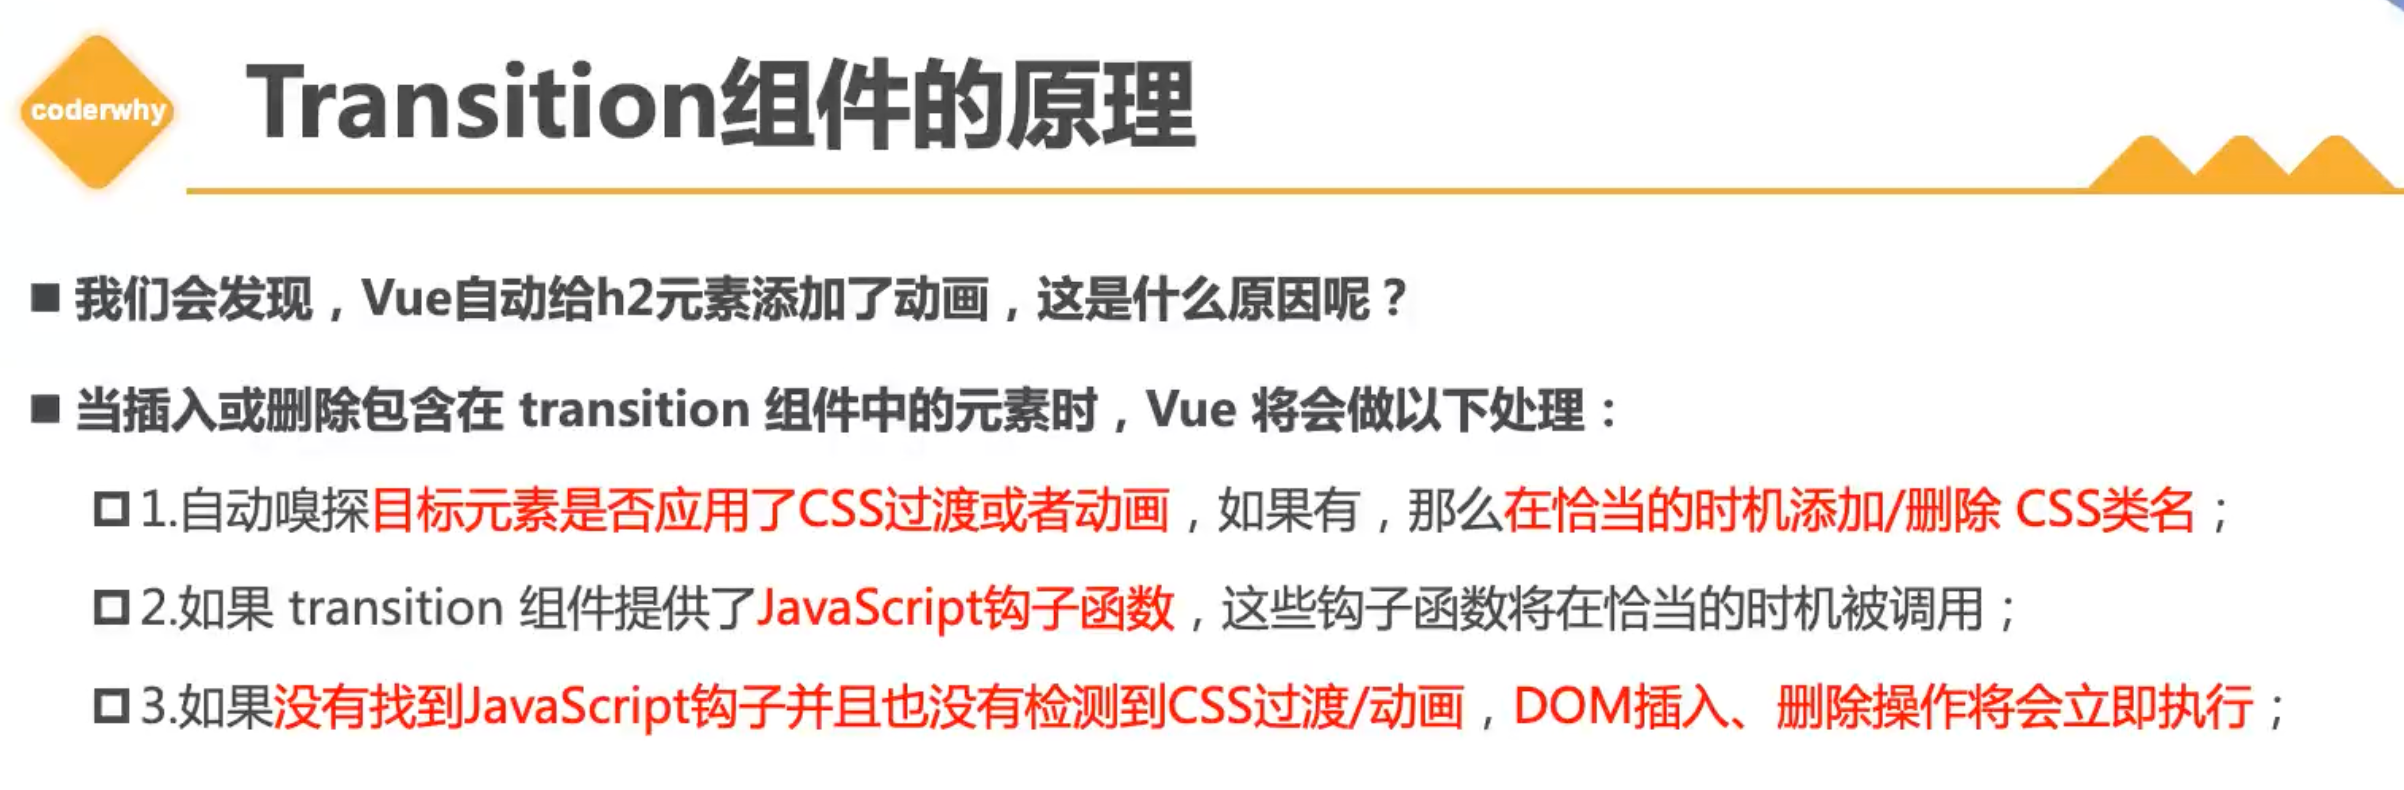 coderwhy
Transition组件的原理
■ 我们会发现，Vue自动给h2元素添加了动画，这是什么原因呢？
■ 当插入或删除包含在 transition 组件中的元素时，Vue 将会做以下处理：
1.自动嗅探目标元素是否应用了CSS过渡或者动画，如果有，那么在恰当的时机添加/删除 CSS类名；
2.如果 transition 组件提供了JavaScript钩子函数，这些钩子函数将在恰当的时机被调用；
3.如果没有找到JavaScript钩子并且也没有检测到CSS过渡/动画，DOM插入、删除操作将会立即执行；